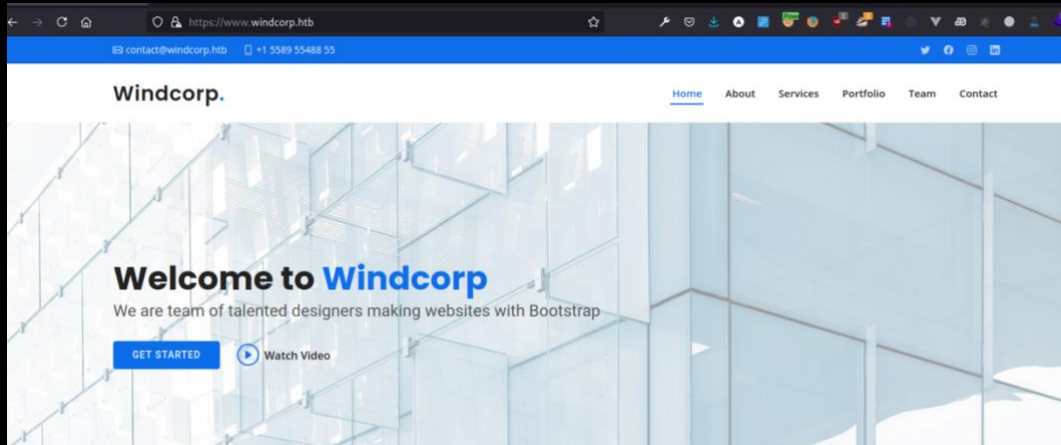 https://www.windcorp.htb
contact@windcorp.htb +1 5589 55488 55
Windcorp.
Home About Services Portfolio Team Contact
Welcome to Windcorp
We are team of talented designers making websites with Bootstrap
GET STARTED Watch Video